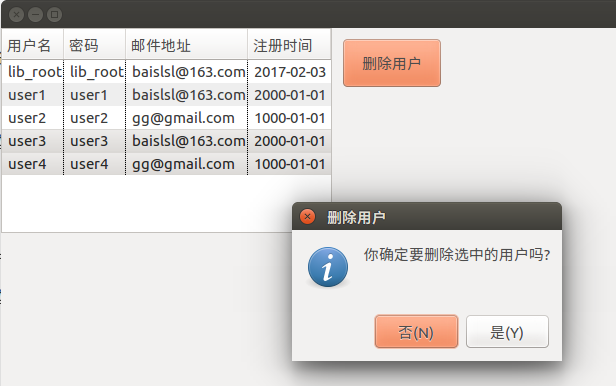 用户名 密码 邮件地址 注册时间
lib_root lib_root baislsl@163.com 2017-02-03
user1 user1 baislsl@163.com 2000-01-01
user2 user2 gg@gmail.com 1000-01-01
user3 user3 baislsl@163.com 2000-01-01
user4 user4 gg@gmail.com 1000-01-01
删除用户
删除用户
你确定要删除选中的用户吗?
否(N) 是(Y)